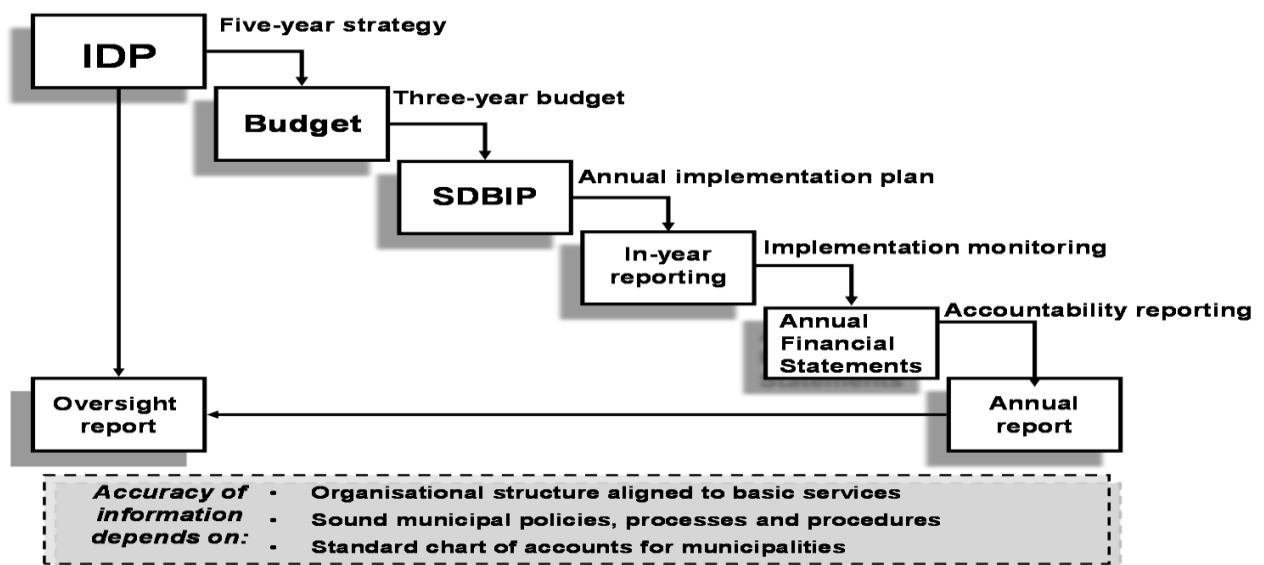 Five-year strategy
IDP
Three-year budget
Budget
Annual implementation plan
SDBIP
In-year
reporting
Implementation monitoring
Annual
Financial
Statements
Accountability reporting
Oversight
report
Annual
report
Accuracy of
information
depends on:
• Organisational structure aligned to basic services
• Sound municipal policies, processes and procedures
• Standard chart of accounts for municipalities